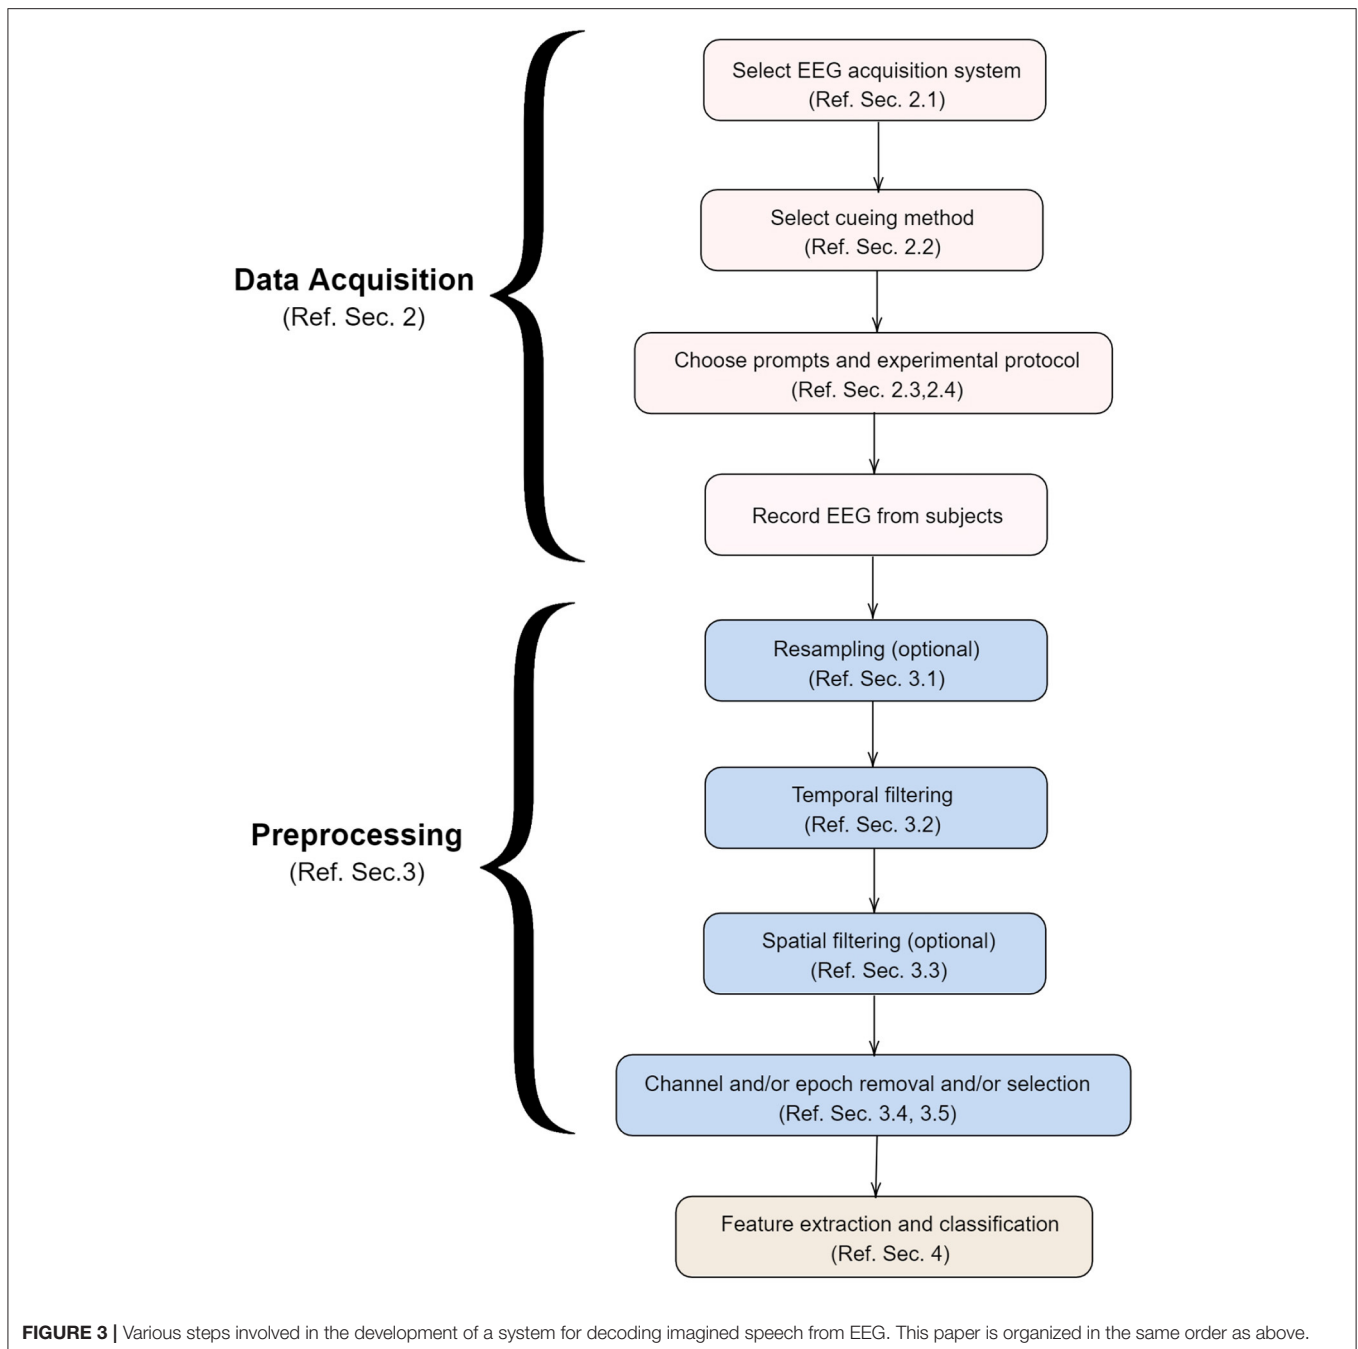 Select EEG acquisition system
(Ref. Sec. 2.1)
Select cueing method
(Ref. Sec. 2.2)
Data Acquisition
(Ref. Sec. 2)
Choose prompts and experimental protocol
(Ref. Sec. 2.3,2.4)
Record EEG from subjects
Resampling (optional)
(Ref. Sec. 3.1)
Temporal filtering
(Ref. Sec. 3.2)
Preprocessing
(Ref. Sec.3)
Spatial filtering (optional)
(Ref. Sec. 3.3)
Channel and/or epoch removal and/or selection
(Ref. Sec. 3.4, 3.5)
Feature extraction and classification
(Ref. Sec. 4)
FIGURE 3 | Various steps involved in the development of a system for decoding imagined speech from EEG. This paper is organized in the same order as above.